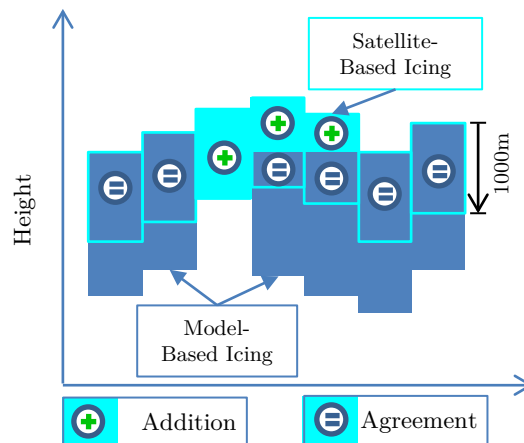 Satellite-
Based Icing
Height
1000m
Model-
Based Icing
Addition
Agreement